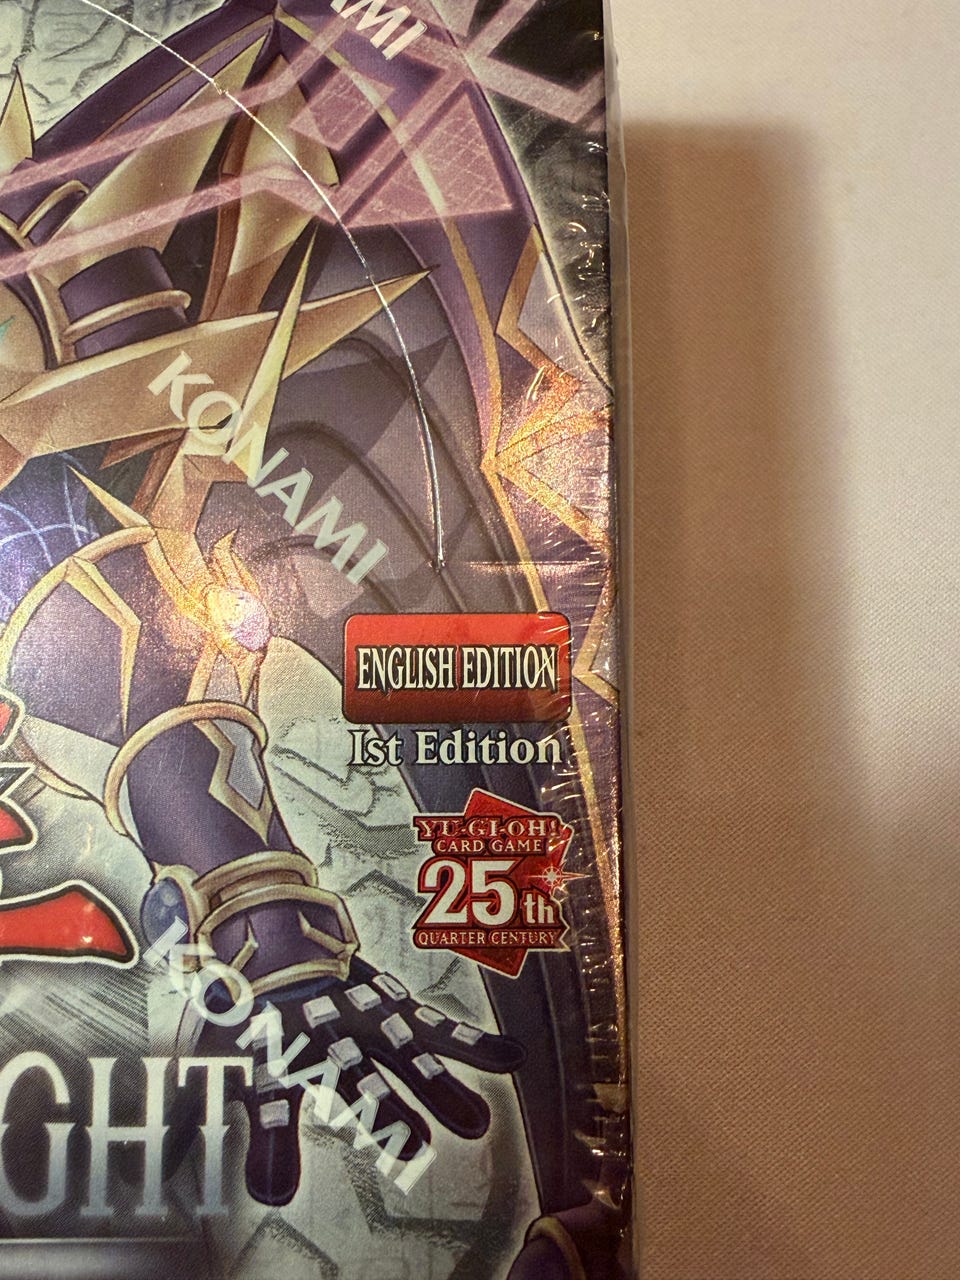 KONAMI
KONAMI
ENGLISH EDITION
1st Edition
YU-GI-OH!
CARD GAME
25th
QUARTER CENTURY
KONAMI
GHT